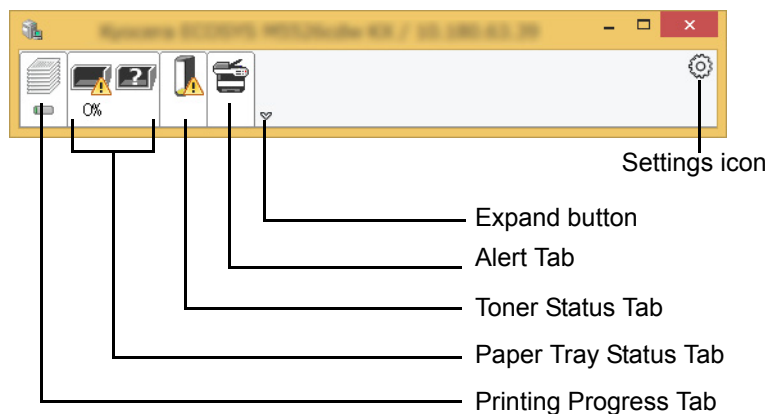 0%
Settings icon
Expand button
Alert Tab
Toner Status Tab
Paper Tray Status Tab
Printing Progress Tab